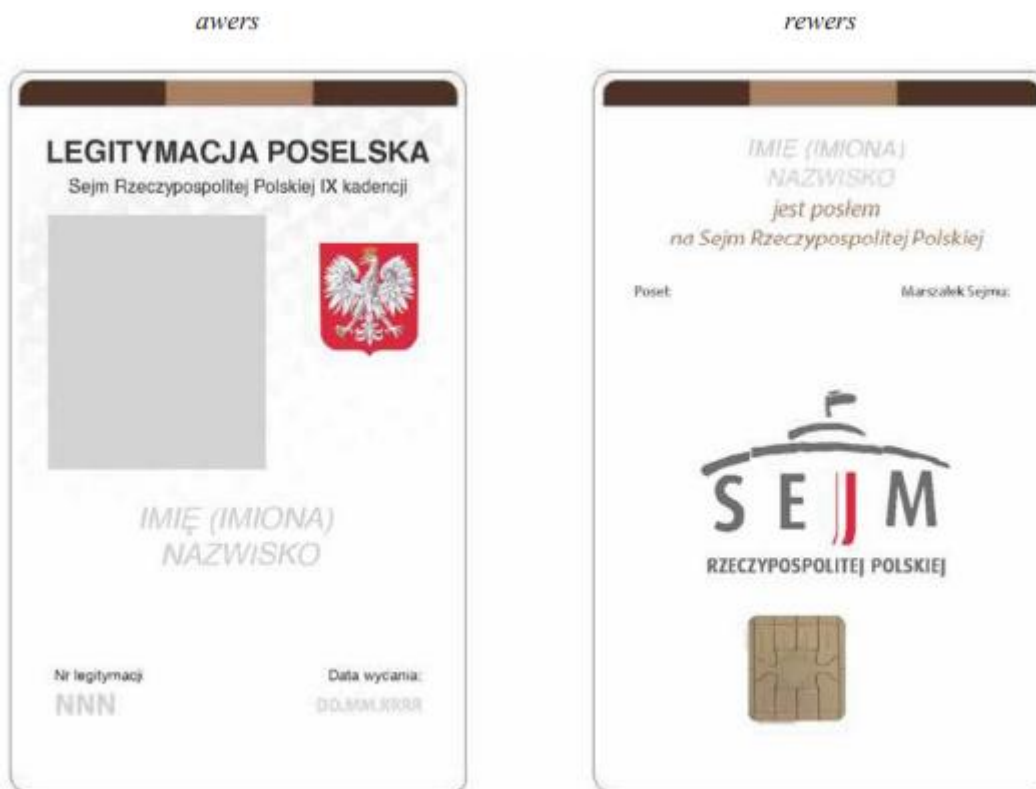 awers
LEGITYMACJA POSELSKA
Sejm Rzeczypospolitej Polskiej IX kadencji
IMIĘ (IMIONA)
NAZWISKO
Nr legitymacji
Data wydania:
NNN
DD.MM.RRRR
rewers
IMIĘ (IMIONA)
NAZWISKO
jest posłem
na Sejm Rzeczypospolitej Polskiej
Poseł:
Marszałek Sejmu:
SEJM
RZECZYPOSPOLITEJ POLSKIEJ